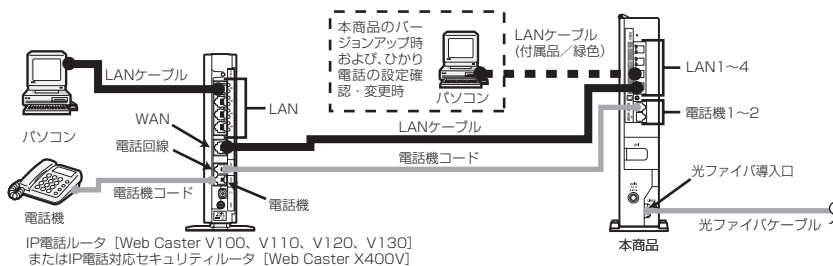 本商品のバー
ジョンアップ時
および、ひかり
電話の設定確
認・変更時
パソコン
LANケーブル
(付属品／緑色)
LAN1～4
電話機1～2
LANケーブル
LAN
パソコン
WAN
電話回線
LANケーブル
電話機コード
電話機コード
電話機
電話機
光ファイバ導入口
光ファイバケーブル
本商品
IP電話ルータ［Web Caster V100、V110、V120、V130］
またはIP電話対応セキュリティルータ［Web Caster X400V］